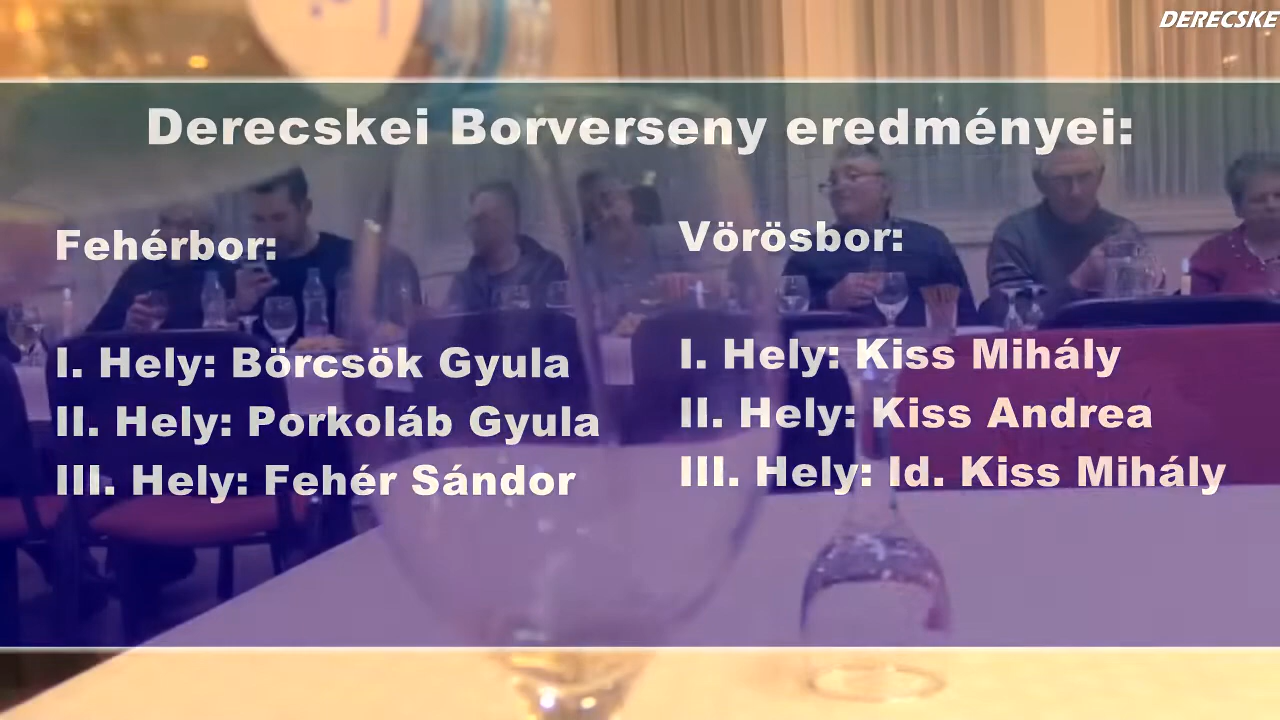 DERECSKE
Derecskei Borverseny eredményei:
Fehérbor:
I. Hely: Börcsök Gyula
II. Hely: Porkoláb Gyula
III. Hely: Fehér Sándor
Vörösbor:
I. Hely: Kiss Mihály
II. Hely: Kiss Andrea
III. Hely: Id. Kiss Mihály